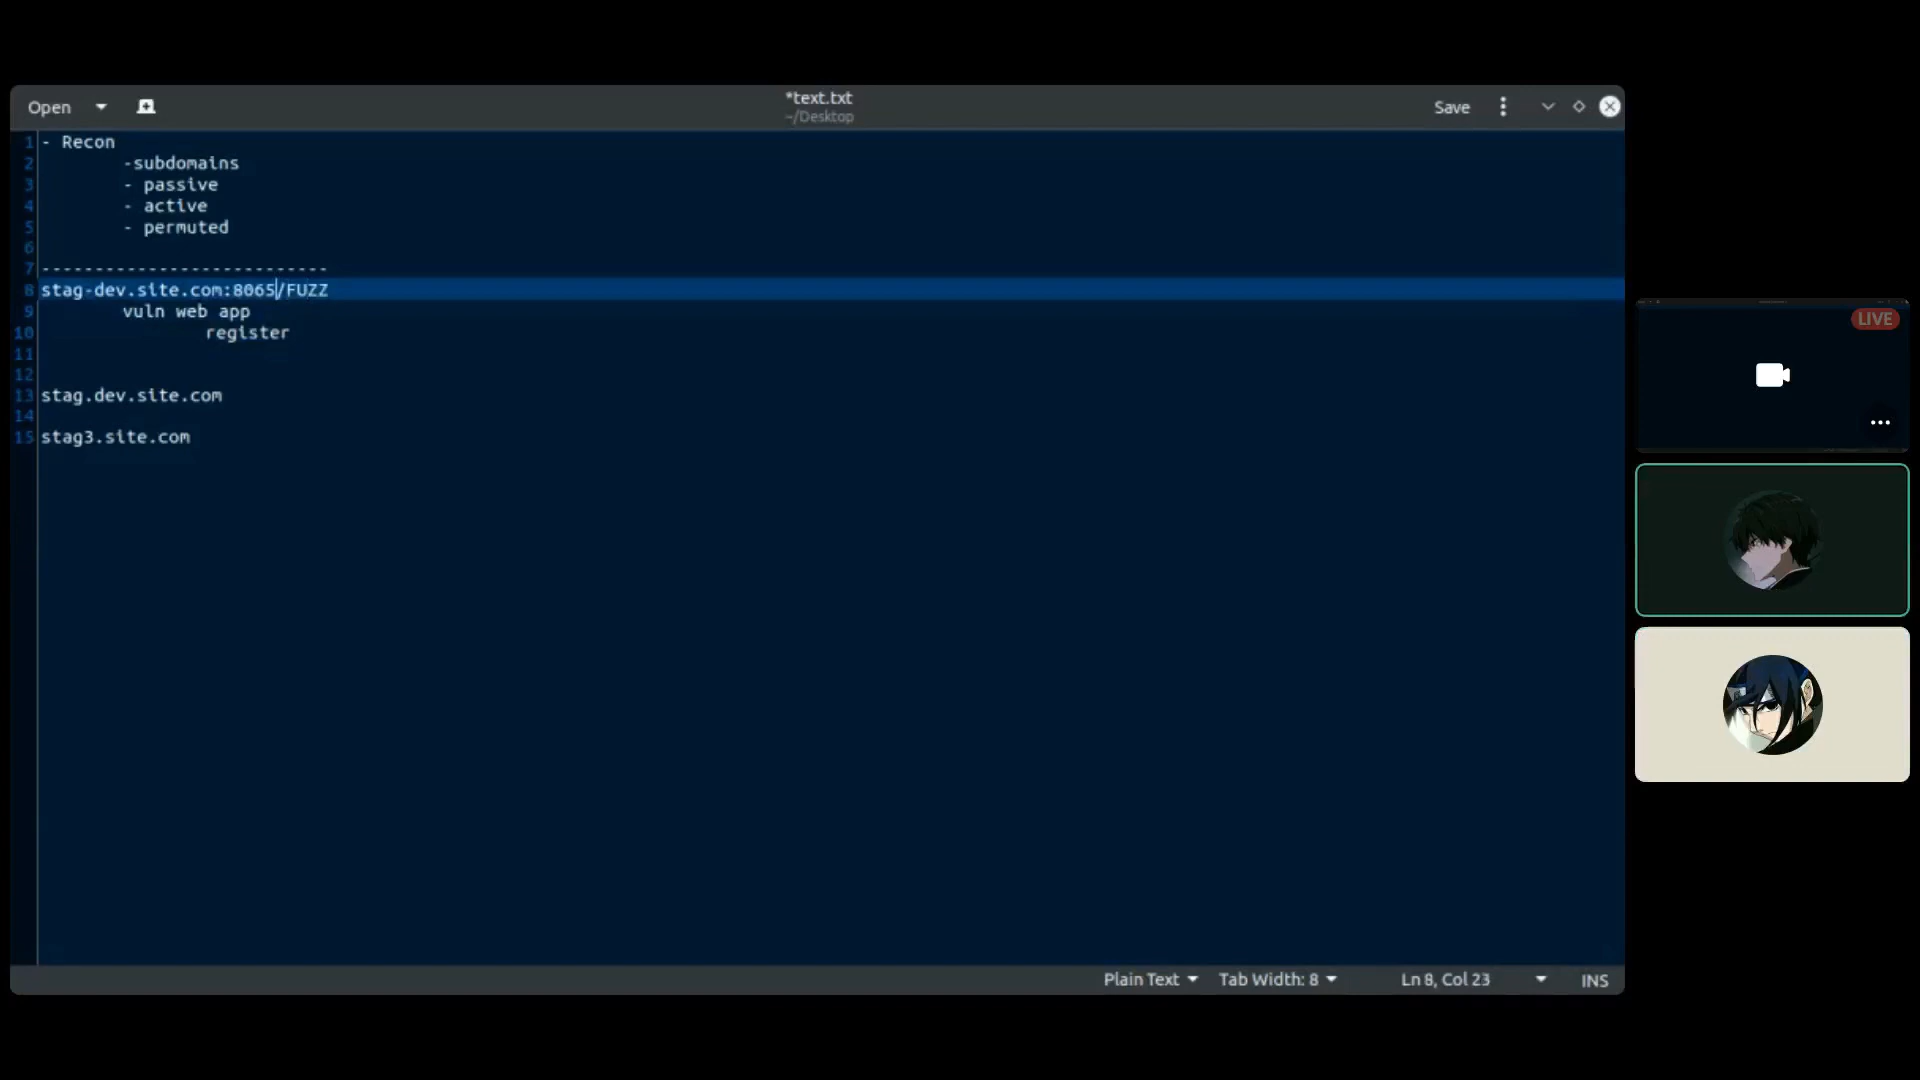 Open
*text.txt
~/Desktop
Save
1 - Recon
2 -subdomains
3 - passive
4 - active
5 - permuted
6
7 ---------------------------
8 stag-dev.site.com:8065/FUZZ
9 vuln web app
10 register
11
12
13 stag.dev.site.com
14
15 stag3.site.com
LIVE
Plain Text
Tab Width: 8
Ln 8, Col 23
INS